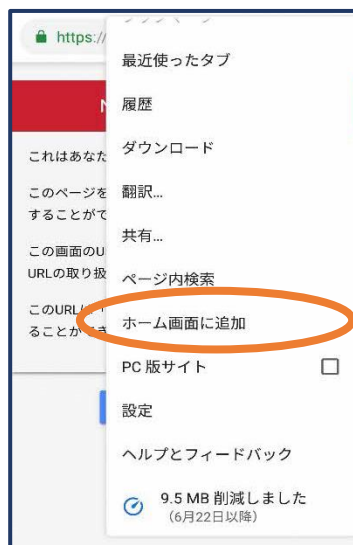 https://
最近使ったタブ
履歴
ダウンロード
翻訳...
共有...
ページ内検索
ホーム画面に追加
PC 版サイト
設定
ヘルプとフィードバック
9.5 MB 削減しました
(6月22日以降)
N
これはあなた
このページを
することがで
この画面のU
URLの取り扱
このURLは
ることができ